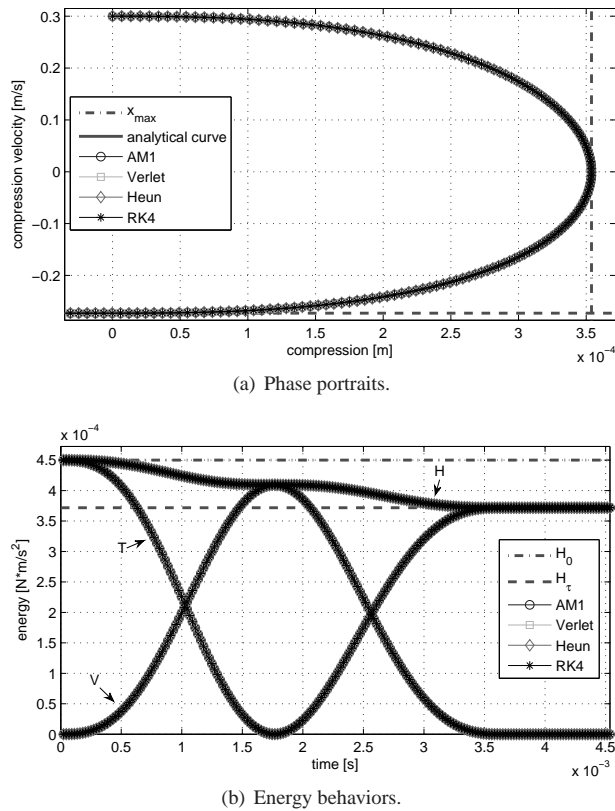 0.3
0.2
0.1
0
−0.1
−0.2
compression velocity [m/s]
x_max
analytical curve
AM1
Verlet
Heun
RK4
0 0.5 1 1.5 2 2.5 3 3.5
compression [m]
x 10^-4
(a) Phase portraits.
x 10^-4
4.5
4
3.5
3
2.5
2
1.5
1
0.5
0
energy [N*m/s^2]
H
T
V
H_0
H_τ
AM1
Verlet
Heun
RK4
0 0.5 1 1.5 2 2.5 3 3.5 4 4.5
time [s]
x 10^-3
(b) Energy behaviors.